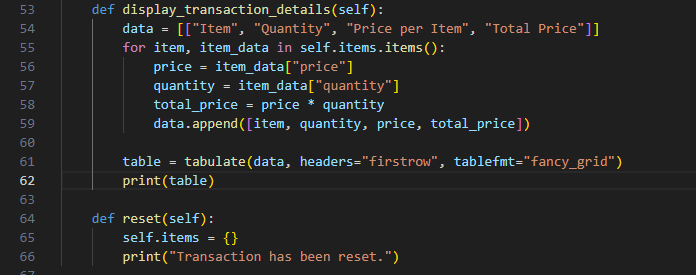 53 def display_transaction_details(self):
54 data = [["Item", "Quantity", "Price per Item", "Total Price"]]
55 for item, item_data in self.items.items():
56 price = item_data["price"]
57 quantity = item_data["quantity"]
58 total_price = price * quantity
59 data.append([item, quantity, price, total_price])
60
61 table = tabulate(data, headers="firstrow", tablefmt="fancy_grid")
62 print(table)
63
64 def reset(self):
65 self.items = {}
66 print("Transaction has been reset.")
67